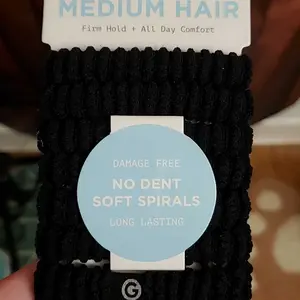 MEDIUM HAIR
Firm Hold + All Day Comfort
DAMAGE FREE
NO DENT
SOFT SPIRALS
LONG LASTING
G